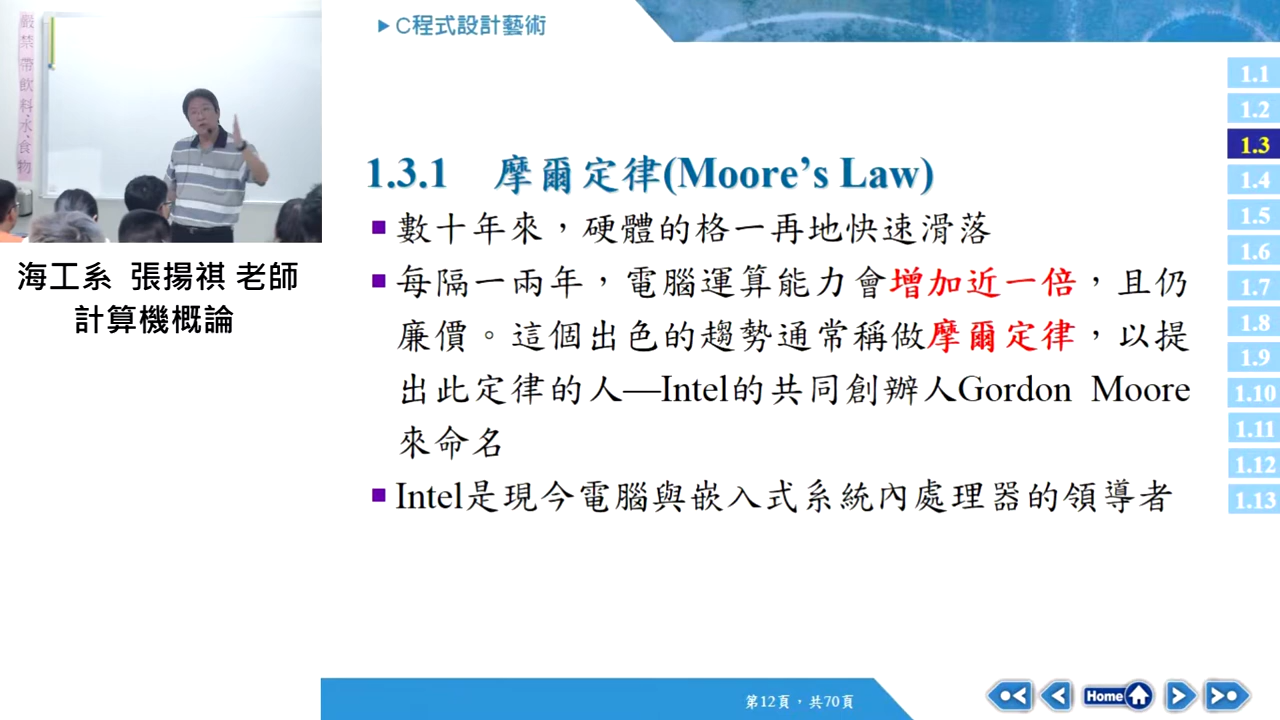 嚴禁帶飲料、水、食物
海工系 張揚祺 老師
計算機概論
C程式設計藝術
1.3.1 摩爾定律(Moore's Law)
數十年來，硬體的格一再地快速滑落
每隔一兩年，電腦運算能力會增加近一倍，且仍
廉價。這個出色的趨勢通常稱做摩爾定律，以提
出此定律的人—Intel的共同創辦人Gordon Moore
來命名
Intel是現今電腦與嵌入式系統內處理器的領導者
1.1
1.2
1.3
1.4
1.5
1.6
1.7
1.8
1.9
1.10
1.11
1.12
1.13
第12頁，共70頁
Home